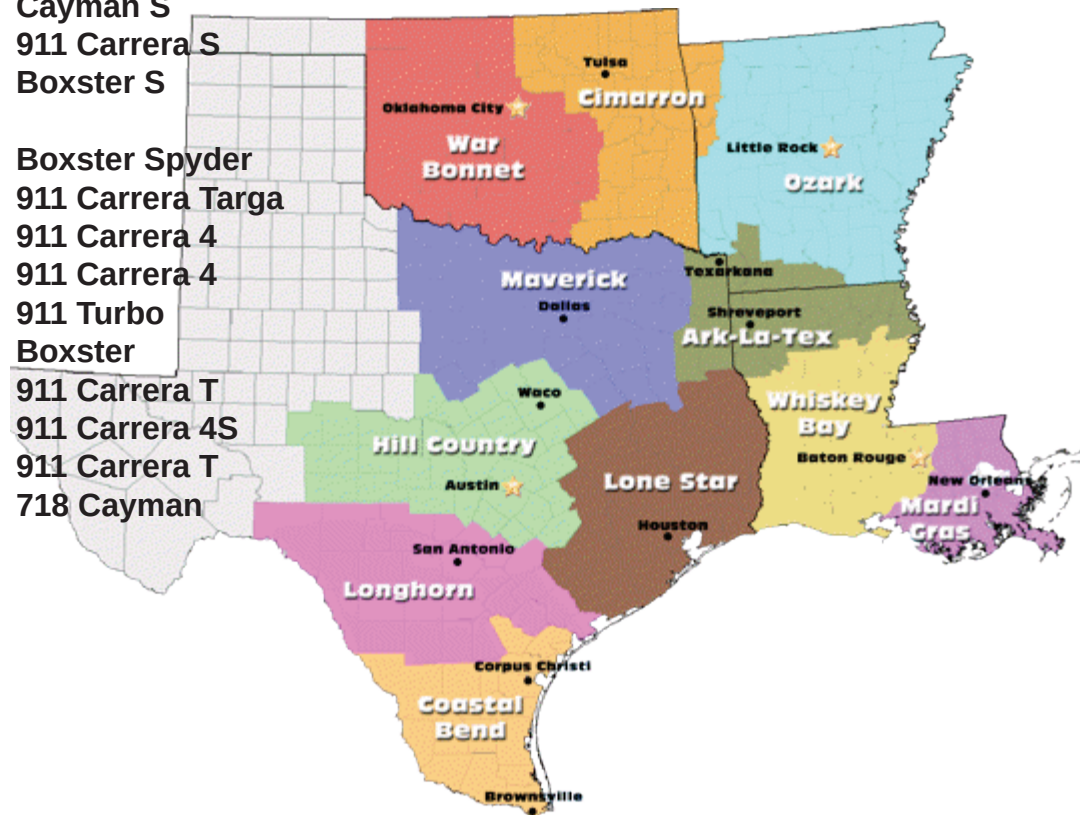 Cayman S
911 Carrera S
Boxster S
Boxster Spyder
911 Carrera Targa
911 Carrera 4
911 Carrera 4
911 Turbo
Boxster
911 Carrera T
911 Carrera 4S
911 Carrera T
718 Cayman
Tulsa
Cimarron
Oklahoma City
War
Bonnet
Little Rock
Ozark
Maverick
Dallas
Texarkana
Shreveport
Ark-La-Tex
Waco
Hill Country
Austin
Whiskey
Bay
Baton Rouge
Lone Star
Houston
New Orleans
Mardi
Gras
San Antonio
Longhorn
Corpus Christi
Coastal
Bend
Brownsville